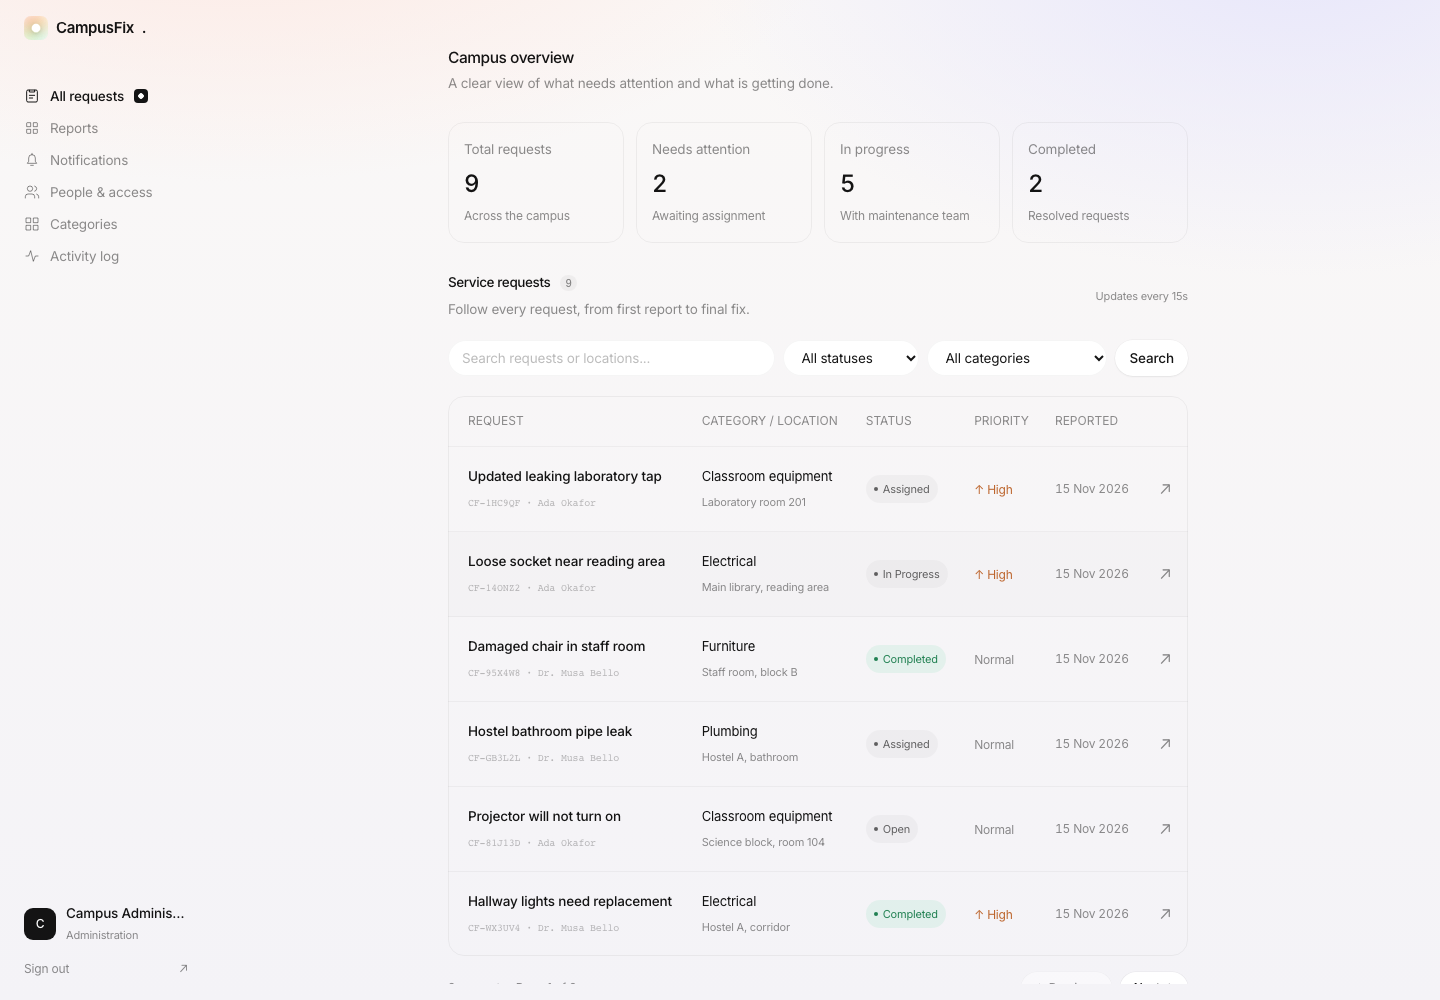 CampusFix .
All requests
Reports
Notifications
People & access
Categories
Activity log
Campus Adminis...
C
Administration
Sign out
Campus overview
A clear view of what needs attention and what is getting done.
Total requests
9
Across the campus
Needs attention
2
Awaiting assignment
In progress
5
With maintenance team
Completed
2
Resolved requests
Service requests 9
Follow every request, from first report to final fix.
Updates every 15s
Search requests or locations...
All statuses
All categories
Search
REQUEST CATEGORY / LOCATION STATUS PRIORITY REPORTED
Updated leaking laboratory tap
CF-1HC9QF · Ada Okafor
Classroom equipment
Laboratory room 201
• Assigned
↑ High
15 Nov 2026
Loose socket near reading area
CF-14ONZ2 · Ada Okafor
Electrical
Main library, reading area
• In Progress
↑ High
15 Nov 2026
Damaged chair in staff room
CF-95X4W8 · Dr. Musa Bello
Furniture
Staff room, block B
• Completed
Normal
15 Nov 2026
Hostel bathroom pipe leak
CF-GB3L2L · Dr. Musa Bello
Plumbing
Hostel A, bathroom
• Assigned
Normal
15 Nov 2026
Projector will not turn on
CF-81J13D · Ada Okafor
Classroom equipment
Science block, room 104
• Open
Normal
15 Nov 2026
Hallway lights need replacement
CF-WX3UV4 · Dr. Musa Bello
Electrical
Hostel A, corridor
• Completed
↑ High
15 Nov 2026